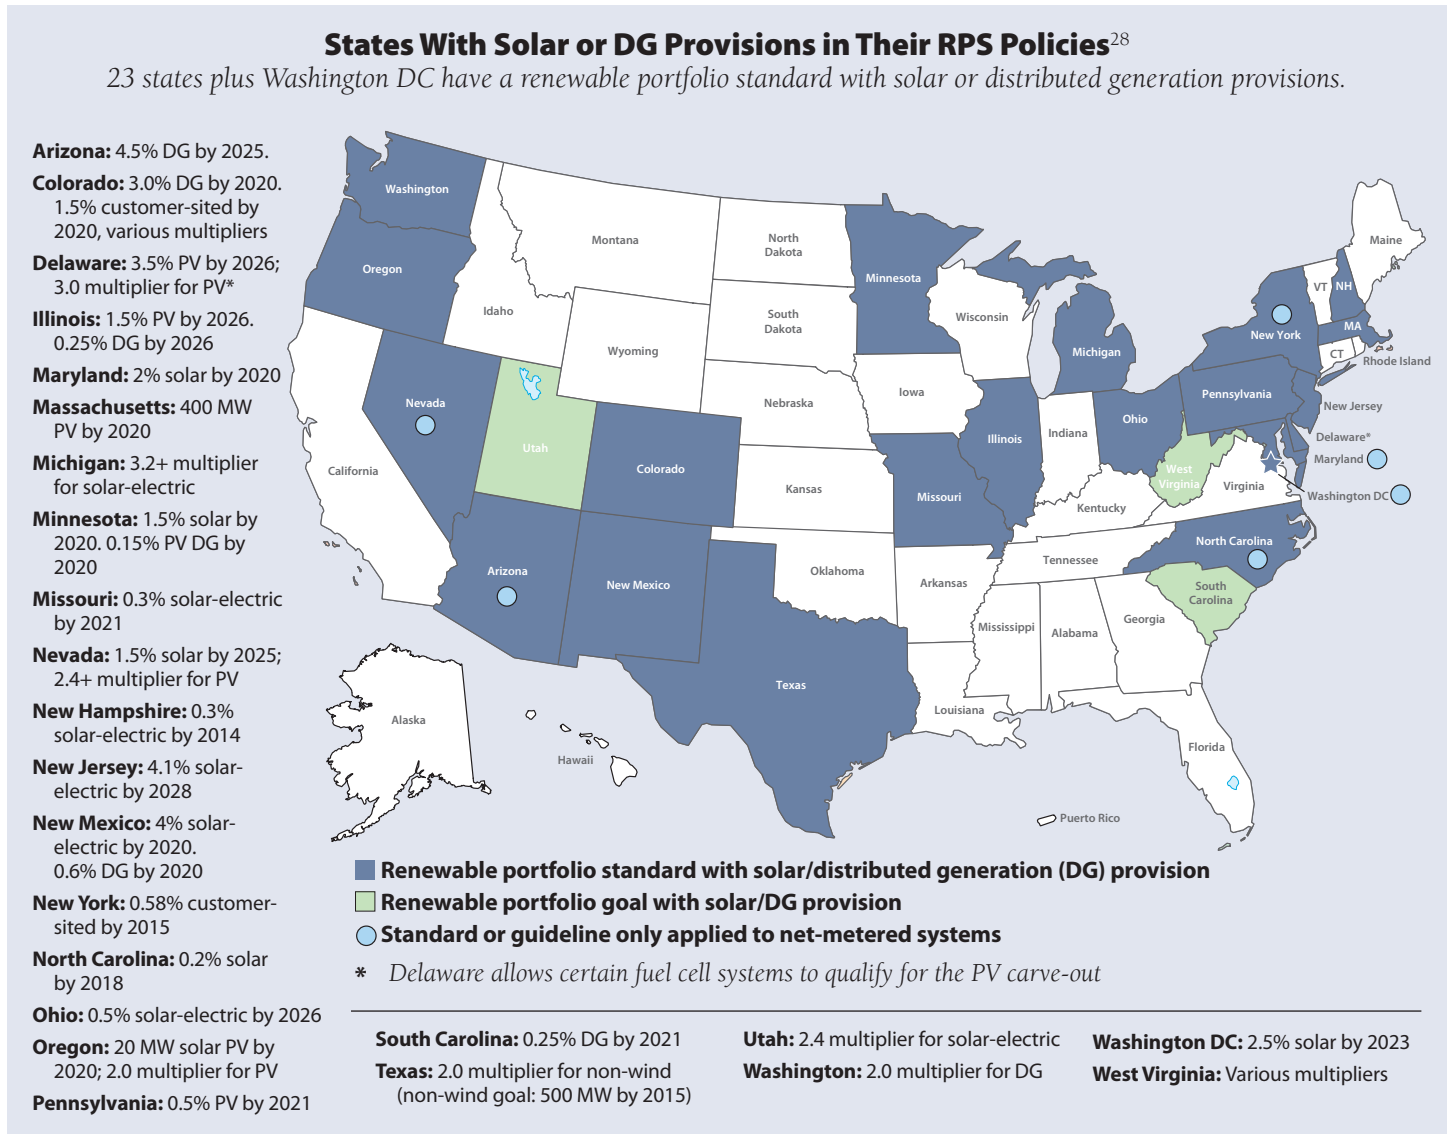 States With Solar or DG Provisions in Their RPS Policies28
23 states plus Washington DC have a renewable portfolio standard with solar or distributed generation provisions.
Arizona: 4.5% DG by 2025.
Colorado: 3.0% DG by 2020.
1.5% customer-sited by
2020, various multipliers
Delaware: 3.5% PV by 2026;
3.0 multiplier for PV*
Illinois: 1.5% PV by 2026.
0.25% DG by 2026
Maryland: 2% solar by 2020
Massachusetts: 400 MW
PV by 2020
Michigan: 3.2+ multiplier
for solar-electric
Minnesota: 1.5% solar by
2020. 0.15% PV DG by
2020
Missouri: 0.3% solar-electric
by 2021
Nevada: 1.5% solar by 2025;
2.4+ multiplier for PV
New Hampshire: 0.3%
solar-electric by 2014
New Jersey: 4.1% solar-
electric by 2028
New Mexico: 4% solar-
electric by 2020.
0.6% DG by 2020
New York: 0.58% customer-
sited by 2015
North Carolina: 0.2% solar
by 2018
Ohio: 0.5% solar-electric by 2026
Oregon: 20 MW solar PV by
2020; 2.0 multiplier for PV
Pennsylvania: 0.5% PV by 2021
Washington
Oregon
Montana
Idaho
Wyoming
North
Dakota
South
Dakota
Minnesota
Wisconsin
Michigan
Maine
VT
NH
New York
MA
CT
Rhode Island
Nevada
Utah
California
Colorado
Nebraska
Iowa
Kansas
Missouri
Illinois
Indiana
Ohio
Pennsylvania
New Jersey
Delaware*
Maryland
Washington DC
West
Virginia
Virginia
Kentucky
North Carolina
Tennessee
South
Carolina
Arizona
New Mexico
Oklahoma
Arkansas
Mississippi
Alabama
Georgia
Texas
Louisiana
Florida
Alaska
Hawaii
Puerto Rico
Renewable portfolio standard with solar/distributed generation (DG) provision
Renewable portfolio goal with solar/DG provision
Standard or guideline only applied to net-metered systems
* Delaware allows certain fuel cell systems to qualify for the PV carve-out
South Carolina: 0.25% DG by 2021
Texas: 2.0 multiplier for non-wind
(non-wind goal: 500 MW by 2015)
Utah: 2.4 multiplier for solar-electric
Washington: 2.0 multiplier for DG
Washington DC: 2.5% solar by 2023
West Virginia: Various multipliers